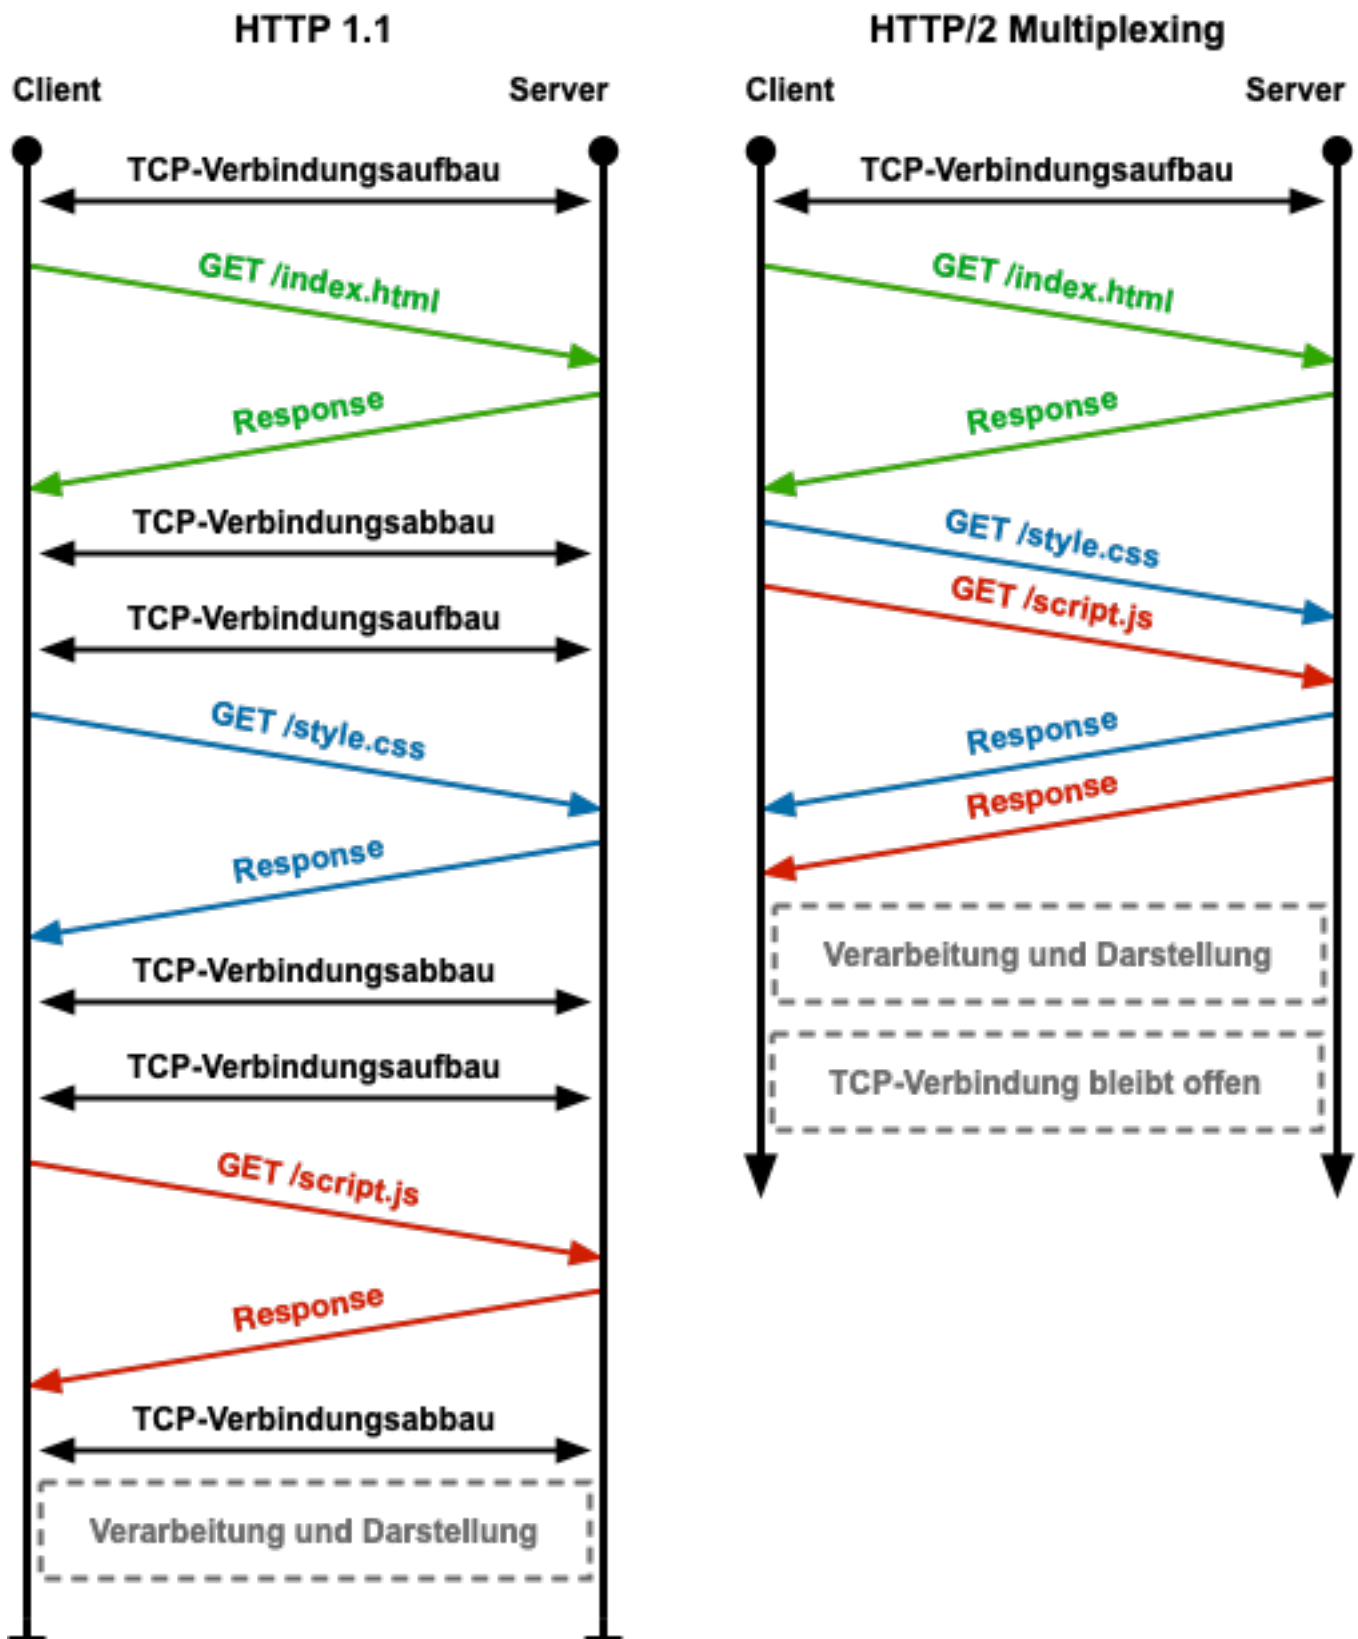 HTTP 1.1
Client
Server
TCP-Verbindungsaufbau
GET /index.html
Response
TCP-Verbindungsabbau
TCP-Verbindungsaufbau
GET /style.css
Response
TCP-Verbindungsabbau
TCP-Verbindungsaufbau
GET /script.js
Response
TCP-Verbindungsabbau
Verarbeitung und Darstellung
HTTP/2 Multiplexing
Client
Server
TCP-Verbindungsaufbau
GET /index.html
Response
GET /style.css
GET /script.js
Response
Response
Verarbeitung und Darstellung
TCP-Verbindung bleibt offen